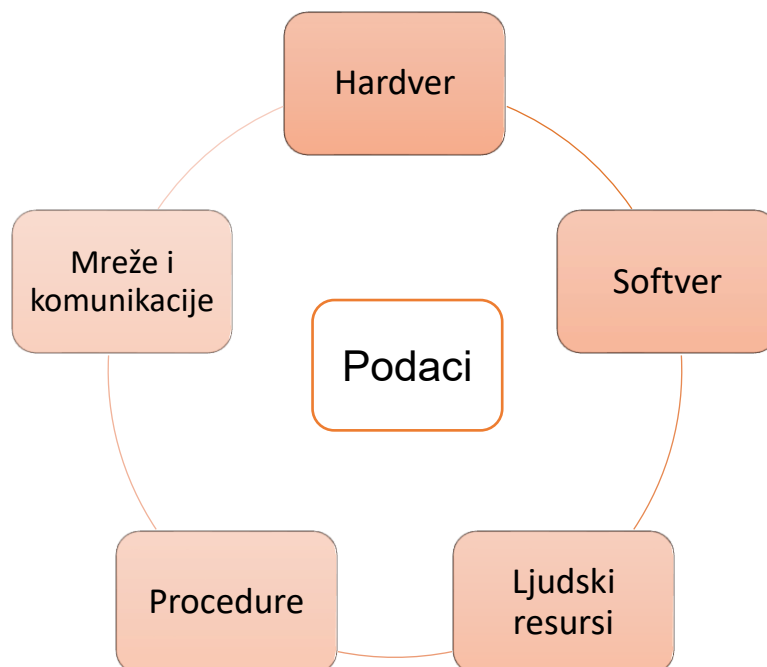 Hardver
Mreže i
komunikacije
Softver
Podaci
Procedure
Ljudski
resursi